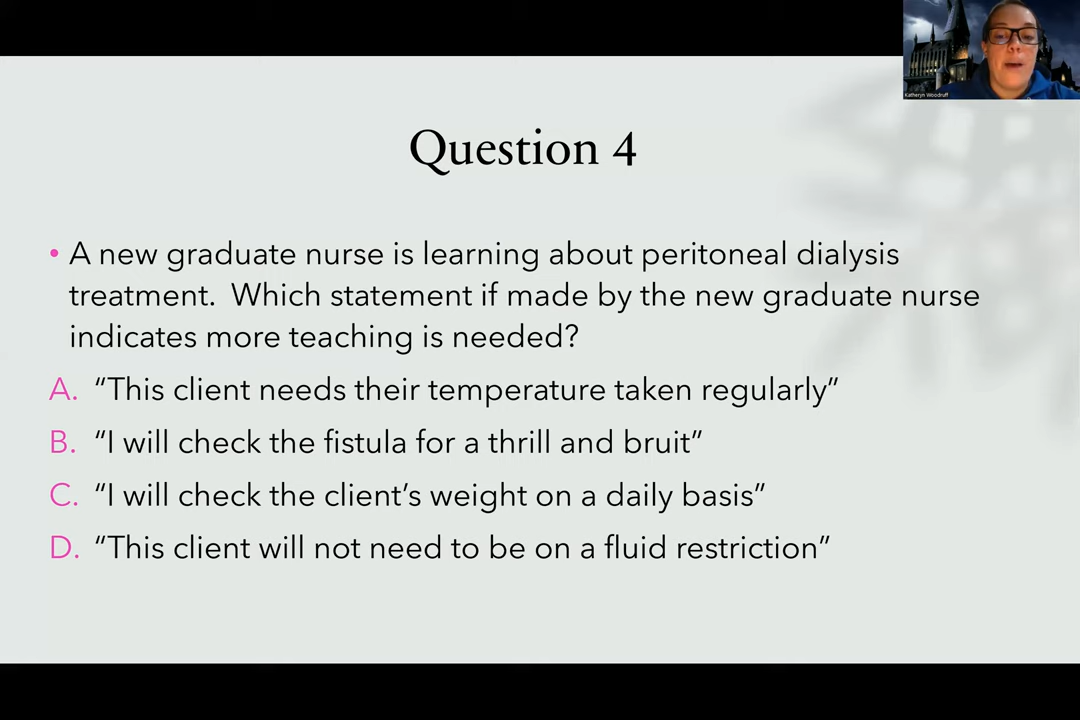 Katheryn Woodruff
Question 4
• A new graduate nurse is learning about peritoneal dialysis
treatment.  Which statement if made by the new graduate nurse
indicates more teaching is needed?
A. “This client needs their temperature taken regularly”
B. “I will check the fistula for a thrill and bruit”
C. “I will check the client’s weight on a daily basis”
D. “This client will not need to be on a fluid restriction”